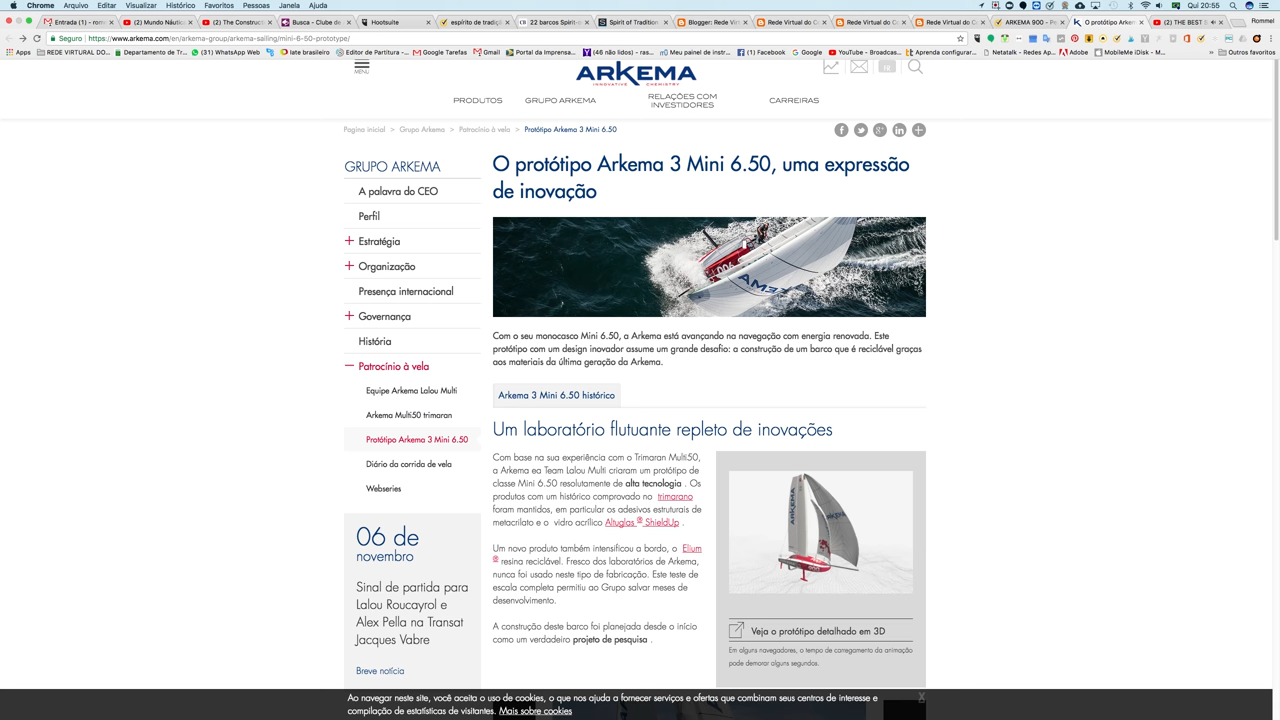 Chrome Arquivo Editar Visualizar Histórico Favoritos Pessoas Janela Ajuda
Qui 20:55
Entrada (1) – rom
(2) Mundo Náutic
(2) The Construct
Busca - Clube de
Hootsuite
espírito de tradiç
22 barcos Spirit-o
Spirit of Tradition
Blogger: Rede Virt
Rede Virtual do Co
Rede Virtual do Co
Rede Virtual do Co
ARKEMA 900 - Pe
O protótipo Arkem
(2) THE BEST
Rommel
Seguro https://www.arkema.com/en/arkema-group/arkema-sailing/mini-6-50-prototype/
Apps
REDE VIRTURAL DO
Departamento de Tr
(31) WhatsApp Web
Iate brasileiro
Editor de Partitura -
Google Tarefas
Gmail
Portal da Imprensa
(46 não lidos) - ras
Meu painel de instr
(1) Facebook
Google
YouTube - Broadcas
Aprenda configurar
Netatalk - Redes Ap
Adobe
MobileMe iDisk - M
Outros favoritos
MENU
ARKEMA
INNOVATIVE CHEMISTRY
PRODUTOS GRUPO ARKEMA RELAÇÕES COM INVESTIDORES CARREIRAS
Pagina inicial > Grupo Arkema > Patrocínio à vela > Protótipo Arkema 3 Mini 6.50
GRUPO ARKEMA
A palavra do CEO
Perfil
Estratégia
Organização
Presença internacional
Governança
História
Patrocínio à vela
Equipe Arkema Lalou Multi
Arkema Multi50 trimaran
Protótipo Arkema 3 Mini 6.50
Diário da corrida de vela
Webseries
06 de
novembro
Sinal de partida para
Lalou Roucayrol e
Alex Pella na Transat
Jacques Vabre
Breve notícia
O protótipo Arkema 3 Mini 6.50, uma expressão
de inovação
900
ARKEMA
Com o seu monocasco Mini 6.50, a Arkema está avançando na navegação com energia renovada. Este
protótipo com um design inovador assume um grande desafio: a construção de um barco que é reciclável graças
aos materiais da última geração da Arkema.
Arkema 3 Mini 6.50 histórico
Um laboratório flutuante repleto de inovações
Com base na sua experiência com o Trimaran Multi50,
a Arkema ea Team Lalou Multi criaram um protótipo de
classe Mini 6.50 resolutamente de alta tecnologia . Os
produtos com um histórico comprovado no trimarano
foram mantidos, em particular os adesivos estruturais de
metacrilato e o vidro acrílico Altuglas ® ShieldUp .
Um novo produto também intensificou a bordo, o Elium
® resina reciclável. Fresco dos laboratórios de Arkema,
nunca foi usado neste tipo de fabricação. Este teste de
escala completa permitiu ao Grupo salvar meses de
desenvolvimento.
A construção deste barco foi planejada desde o início
como um verdadeiro projeto de pesquisa .
ARKEMA
Veja o protótipo detalhado em 3D
Em alguns navegadores, o tempo de carregamento da animação
pode demorar alguns segundos.
Ao navegar neste site, você aceita o uso de cookies, o que nos ajuda a fornecer serviços e ofertas que combinam seus centros de interesse e
compilação de estatísticas de visitantes. Mais sobre cookies
X